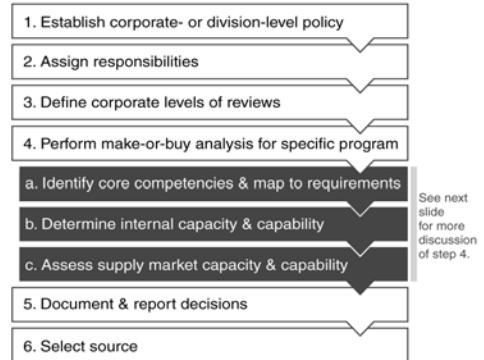 1. Establish corporate- or division-level policy
2. Assign responsibilities
3. Define corporate levels of reviews
4. Perform make-or-buy analysis for specific program
a. Identify core competencies & map to requirements
b. Determine internal capacity & capability
c. Assess supply market capacity & capability
See next
slide
for more
discussion
of step 4.
5. Document & report decisions
6. Select source